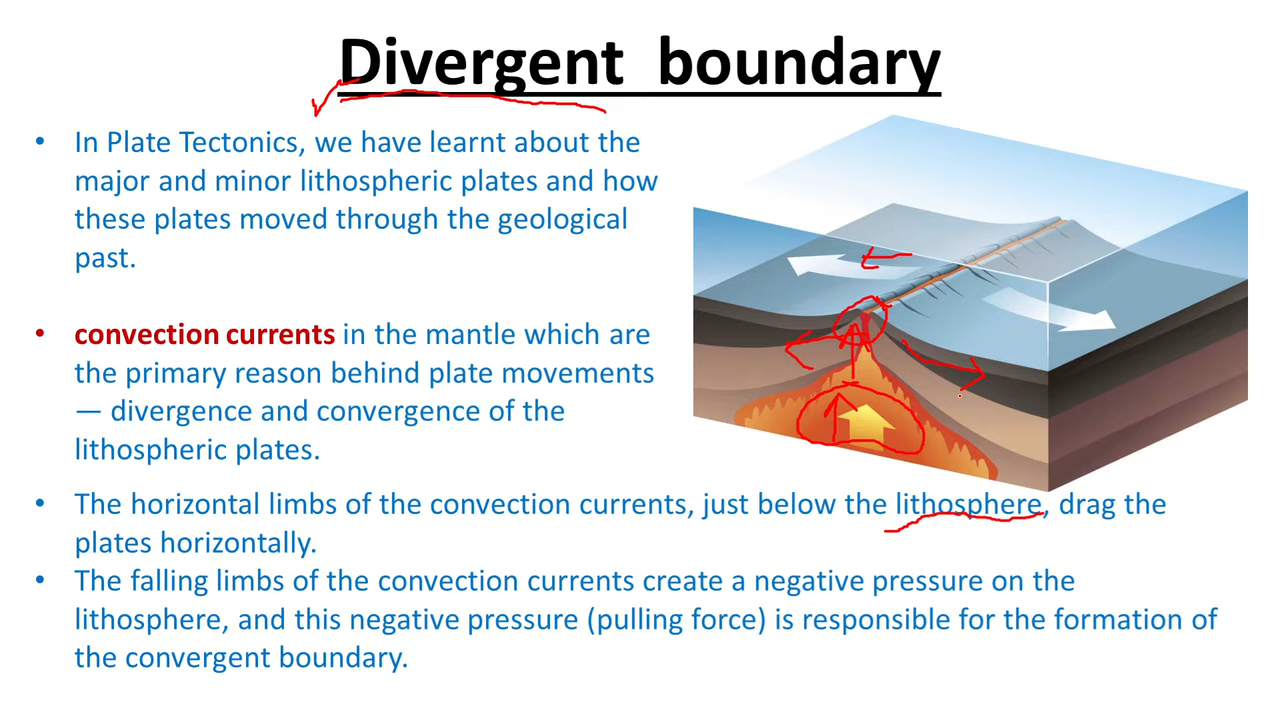 Divergent boundary
• In Plate Tectonics, we have learnt about the
major and minor lithospheric plates and how
these plates moved through the geological
past.
• convection currents in the mantle which are
the primary reason behind plate movements
— divergence and convergence of the
lithospheric plates.
• The horizontal limbs of the convection currents, just below the lithosphere, drag the
plates horizontally.
• The falling limbs of the convection currents create a negative pressure on the
lithosphere, and this negative pressure (pulling force) is responsible for the formation of
the convergent boundary.